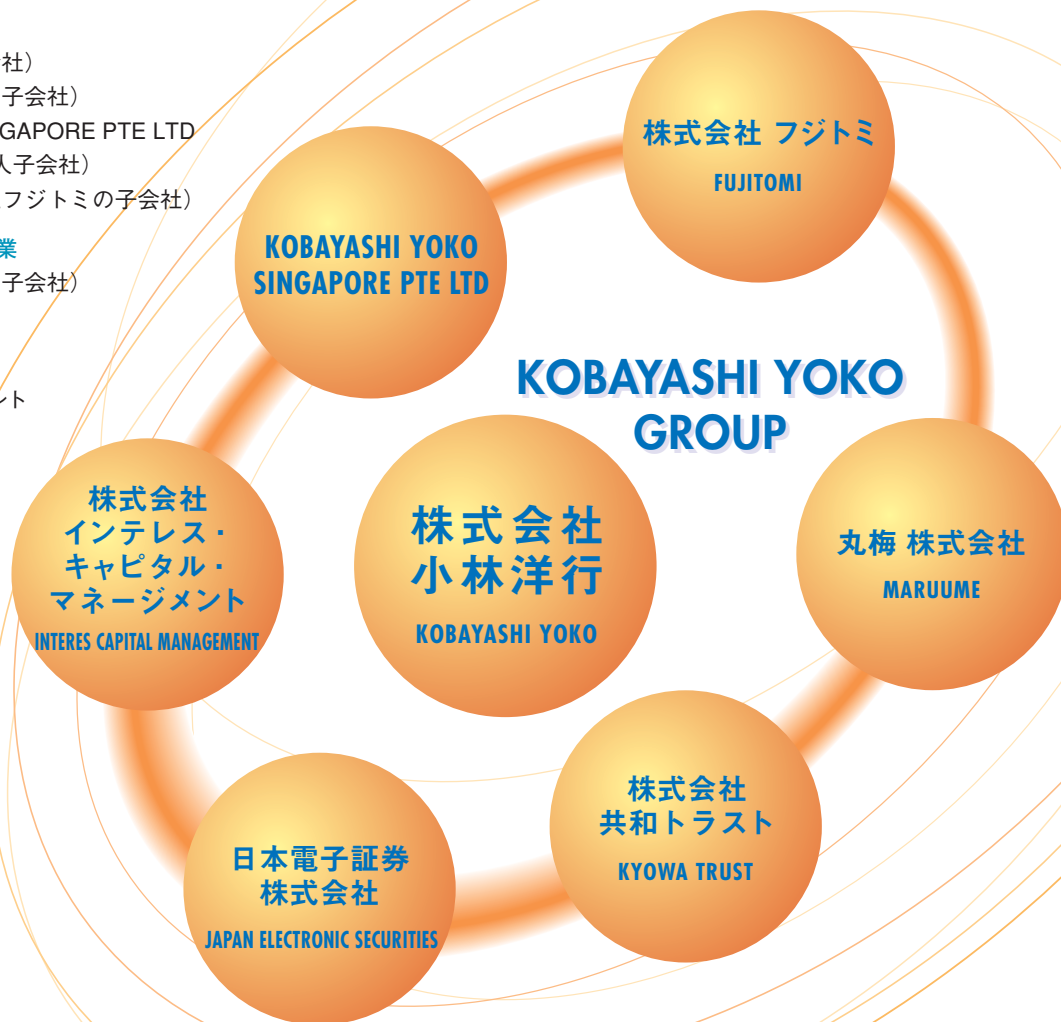 社）
子会社）
GAPORE PTE LTD
人子会社）
フジトミの子会社）
業
子会社）
ント
株式会社 フジトミ
FUJITOMI
KOBAYASHI YOKO
SINGAPORE PTE LTD
KOBAYASHI YOKO
GROUP
株式会社
インテレス・
キャピタル・
マネージメント
INTERES CAPITAL MANAGEMENT
株式会社
小林洋行
KOBAYASHI YOKO
丸梅 株式会社
MARUUME
株式会社
共和トラスト
KYOWA TRUST
日本電子証券
株式会社
JAPAN ELECTRONIC SECURITIES